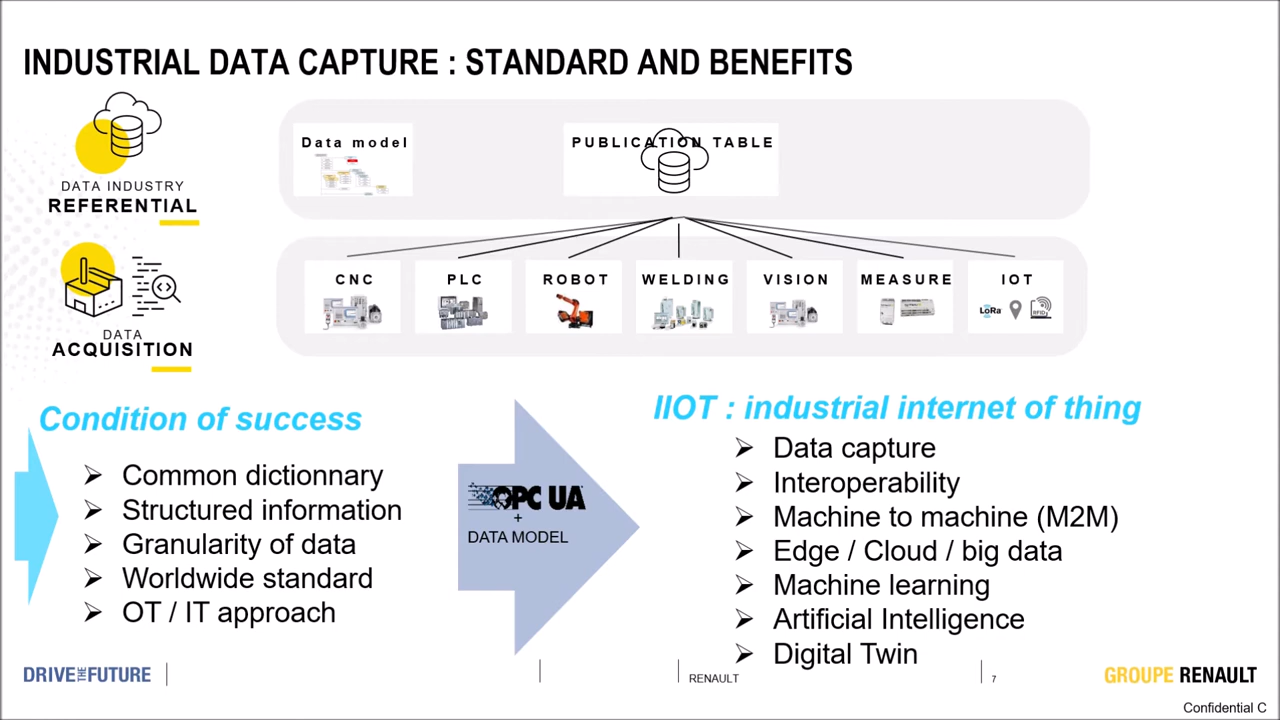 INDUSTRIAL DATA CAPTURE : STANDARD AND BENEFITS
DATA INDUSTRY
REFERENTIAL
Data model
PUBLICATION TABLE
DATA
ACQUISITION
CNC
PLC
ROBOT
WELDING
VISION
MEASURE
IOT
LoRa
RFID
Condition of success
Common dictionnary
Structured information
Granularity of data
Worldwide standard
OT / IT approach
OPC UA
+
DATA MODEL
IIOT : industrial internet of thing
Data capture
Interoperability
Machine to machine (M2M)
Edge / Cloud / big data
Machine learning
Artificial Intelligence
Digital Twin
DRIVE THE FUTURE
RENAULT
7
GROUPE RENAULT
Confidential C